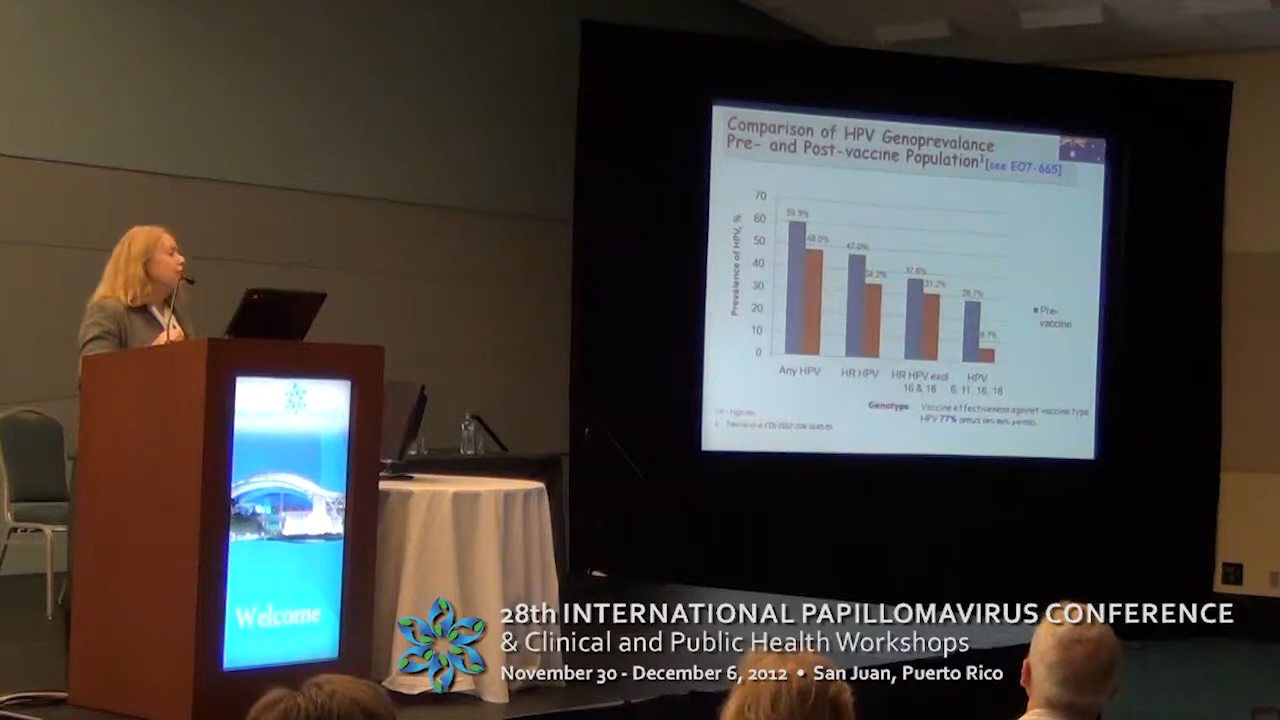 Comparison of HPV Genoprevalance
Pre- and Post-vaccine Population¹[see EO7-665]
Prevalence of HPV, %
70
60
50
40
30
20
10
0
59.9%
48.0%
47.0%
37.6%
31.2%
28.7%
6.7%
Any HPV
HR HPV
HR HPV excl
16 & 18
HPV
6, 11, 16, 18
Pre-
vaccine
Genotype
Vaccine effectiveness against vaccine type
HPV 77%
Welcome
28th INTERNATIONAL PAPILLOMAVIRUS CONFERENCE
& Clinical and Public Health Workshops
November 30 - December 6, 2012 • San Juan, Puerto Rico